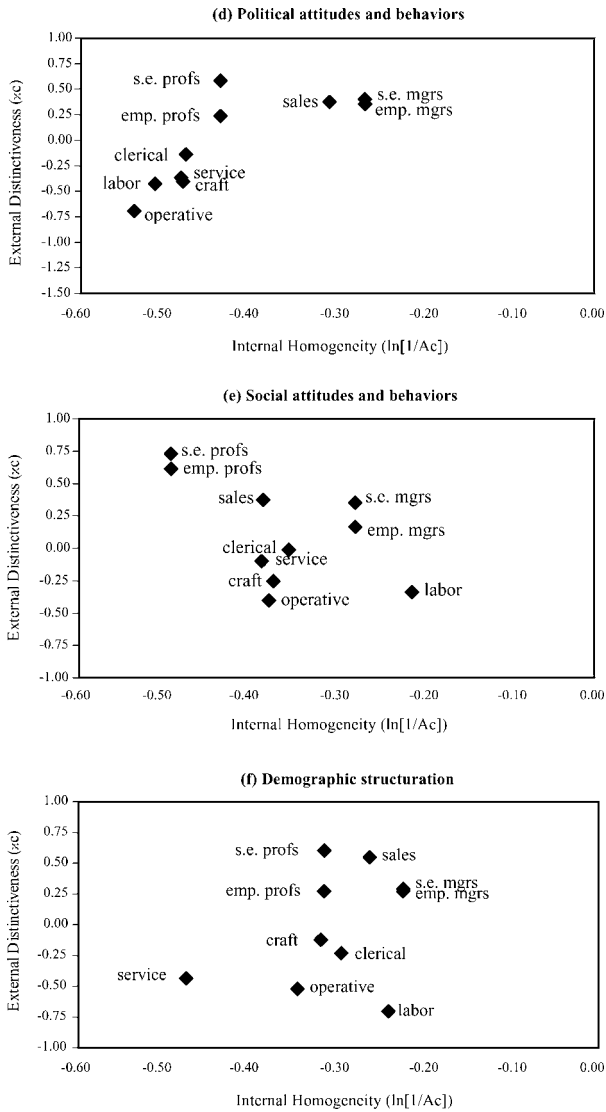 (d) Political attitudes and behaviors
1.00
0.75
0.50
0.25
0.00
-0.25
-0.50
-0.75
-1.00
-1.50
External Distinctiveness (ϰc)
s.e. profs
emp. profs
sales
s.e. mgrs
emp. mgrs
clerical
service
labor
craft
operative
-0.60 -0.50 -0.40 -0.30 -0.20 -0.10 0.00
Internal Homogeneity (ln[1/Ac])
(e) Social attitudes and behaviors
1.00
0.75
0.50
0.25
0.00
-0.25
-0.50
-0.75
-1.00
External Distinctiveness (ϰc)
s.e. profs
emp. profs
sales
s.e. mgrs
emp. mgrs
clerical
service
craft
operative
labor
-0.60 -0.50 -0.40 -0.30 -0.20 -0.10 0.00
Internal Homogeneity (ln[1/Ac])
(f) Demographic structuration
1.00
0.75
0.50
0.25
0.00
-0.25
-0.50
-0.75
-1.00
External Distinctiveness (ϰc)
s.e. profs
sales
emp. profs
s.e. mgrs
emp. mgrs
craft
clerical
service
operative
labor
-0.60 -0.50 -0.40 -0.30 -0.20 -0.10 0.00
Internal Homogeneity (ln[1/Ac])